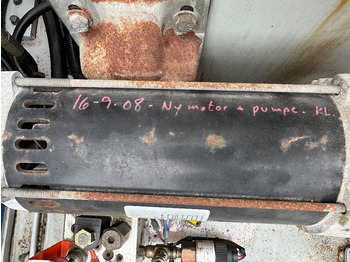 16-9-08- Ny motor + pumpe. KL.